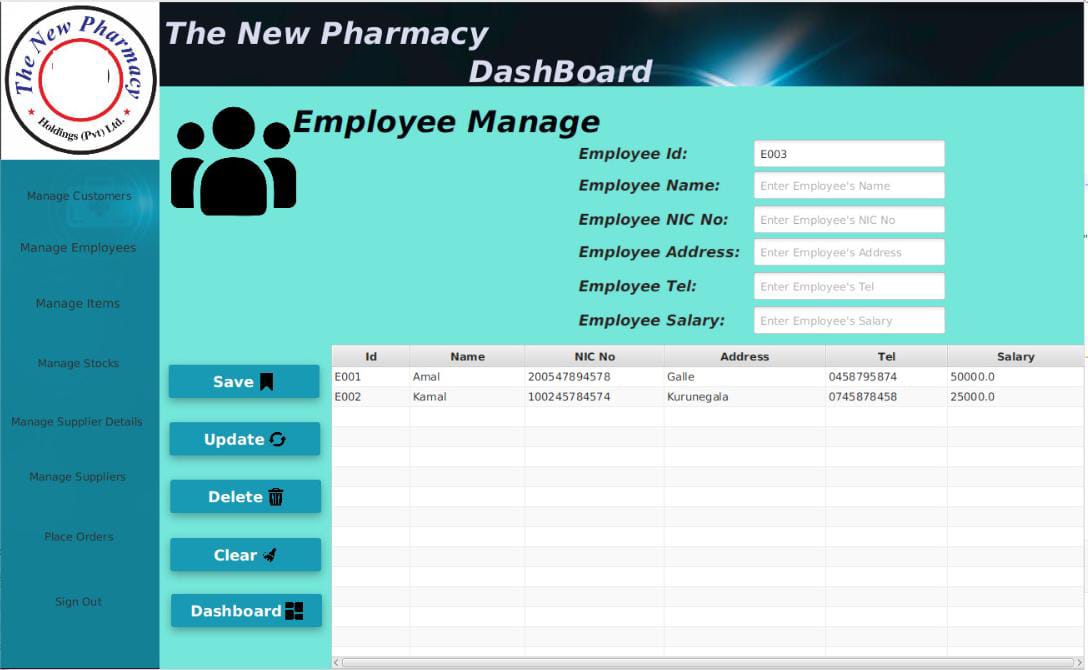 The New Pharmacy
Holdings (Pvt) Ltd.
The New Pharmacy
DashBoard
Manage Customers
Manage Employees
Manage Items
Manage Stocks
Manage Supplier Details
Manage Suppliers
Place Orders
Sign Out
Employee Manage
Employee Id: E003
Employee Name: Enter Employee's Name
Employee NIC No: Enter Employee's NIC No
Employee Address: Enter Employee's Address
Employee Tel: Enter Employee's Tel
Employee Salary: Enter Employee's Salary
Save
Update
Delete
Clear
Dashboard
Id Name NIC No Address Tel Salary
E001 Amal 200547894578 Galle 0458795874 50000.0
E002 Kamal 100245784574 Kurunegala 0745878458 25000.0